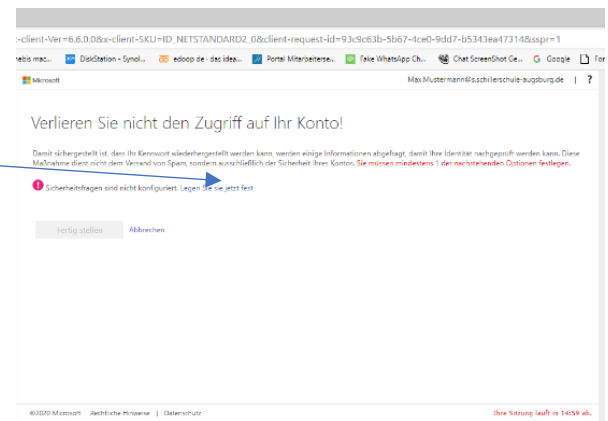 -client-Ver=6.6.0.0&x-client-SKU=ID_NETSTANDARD2_0&client-request-id=93c9c63b-5b67-4ce0-9dd7-b5343ea47314&sspr=1
nebis mac... DiskStation - Synol... edoop de - das idea... Portal Mitarbeiterse... Fake WhatsApp Ch... Chat ScreenShot Ge... Google For
Microsoft Max.Mustermann@s.schillerschule-augsburg.de | ?
Verlieren Sie nicht den Zugriff auf Ihr Konto!
Damit sichergestellt ist, dass Ihr Kennwort wiederhergestellt werden kann, werden einige Informationen abgefragt, damit Ihre Identität nachgeprüft werden kann. Diese
Maßnahme dient nicht dem Versand von Spam, sondern ausschließlich der Sicherheit Ihres Kontos. Sie müssen mindestens 1 der nachstehenden Optionen festlegen.
Sicherheitsfragen sind nicht konfiguriert. Legen Sie sie jetzt fest
Fertig stellen Abbrechen
©2020 Microsoft Rechtliche Hinweise | Datenschutz Ihre Sitzung läuft in 14:59 ab.